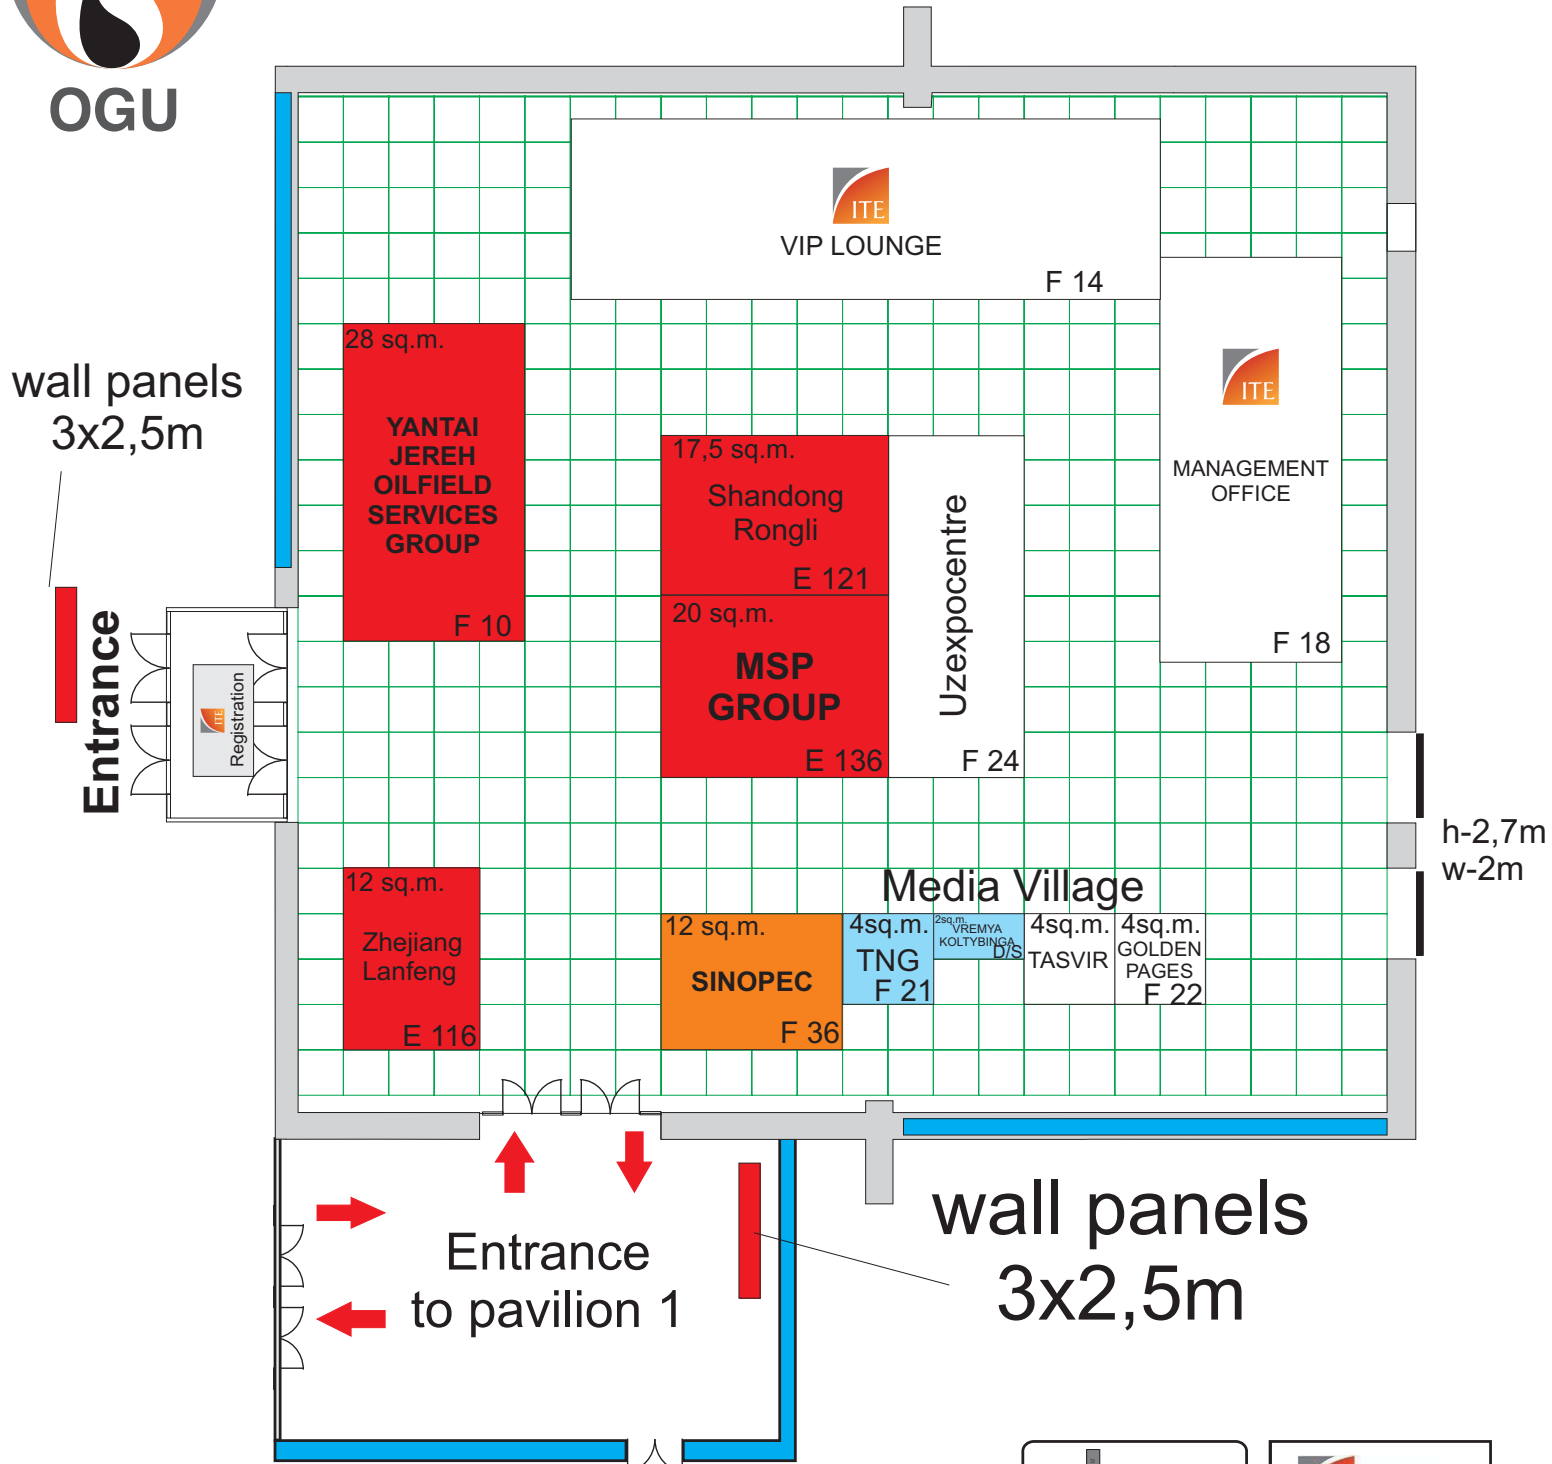 OGU
ITE
VIP LOUNGE
F 14
ITE
MANAGEMENT
OFFICE
F 18
28 sq.m.
YANTAI
JEREH
OILFIELD
SERVICES
GROUP
F 10
wall panels
3x2,5m
17,5 sq.m.
Shandong
Rongli
E 121
20 sq.m.
MSP
GROUP
E 136
Uzexpocentre
F 24
Entrance
ITE
Registration
h-2,7m
w-2m
12 sq.m.
Zhejiang
Lanfeng
E 116
Media Village
12 sq.m.
SINOPEC
F 36
4sq.m.
TNG
F 21
2sq.m.
VREMYA
KOLTYBINGA
D/S
4sq.m.
TASVIR
4sq.m.
GOLDEN
PAGES
F 22
Entrance
to pavilion 1
wall panels
3x2,5m